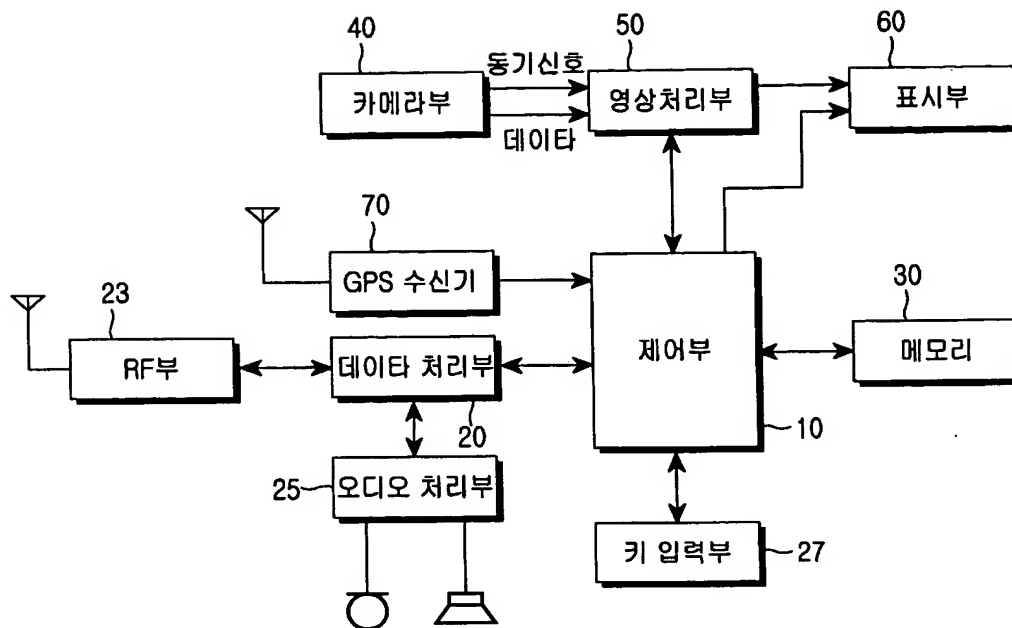 40
50
60
동기신호
카메라부
영상처리부
표시부
데이타
70
GPS 수신기
23
30
RF부
데이타 처리부
제어부
메모리
20
10
25
오디오 처리부
키 입력부
27